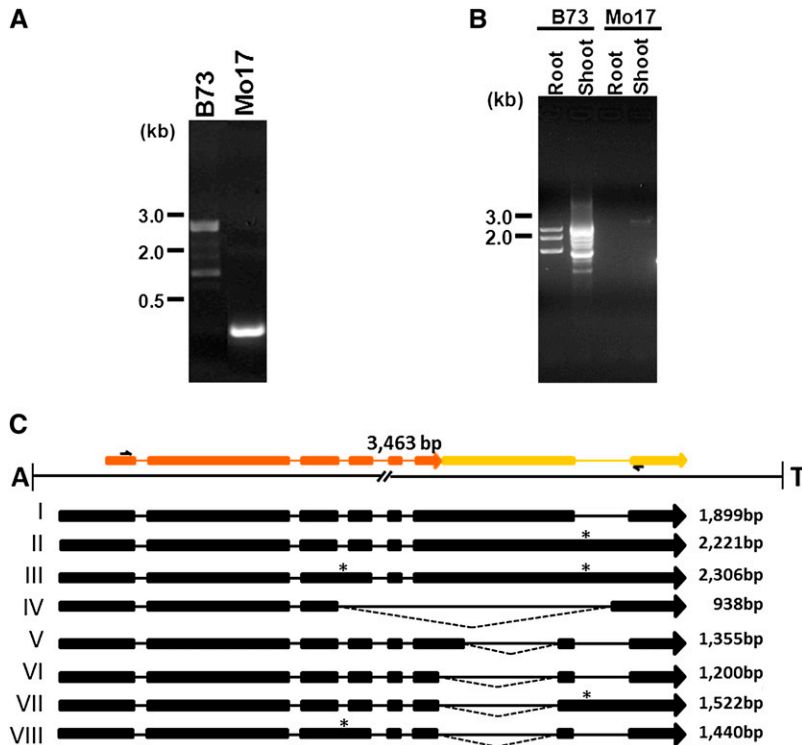 A
B
B73
Mo17
(kb)
3.0
2.0
0.5
B73 Mo17
Root
Shoot
Root
Shoot
(kb)
3.0
2.0
C
3,463 bp
A
T
I 1,899bp
II * 2,221bp
III * * 2,306bp
IV 938bp
V 1,355bp
VI 1,200bp
VII * 1,522bp
VIII * 1,440bp